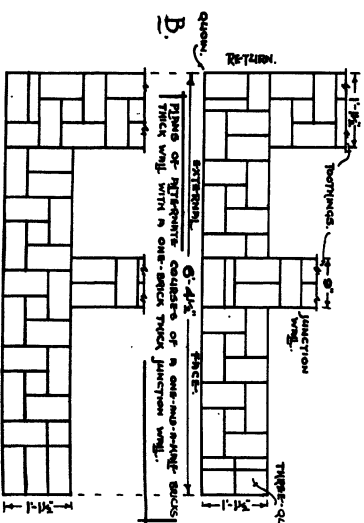 RETURN.
1'-1½"
TOOTHINGS.
9"
JUNCTION
WALL.
QUOIN.
EXTERNAL 6'-4½" FACE.
1'-1½"
B.
PLANS OF ALTERNATE COURSES OF A ONE-AND-A-HALF BRICKS
THICK WALL WITH A ONE-BRICK THICK JUNCTION WALL.
1'-1½"